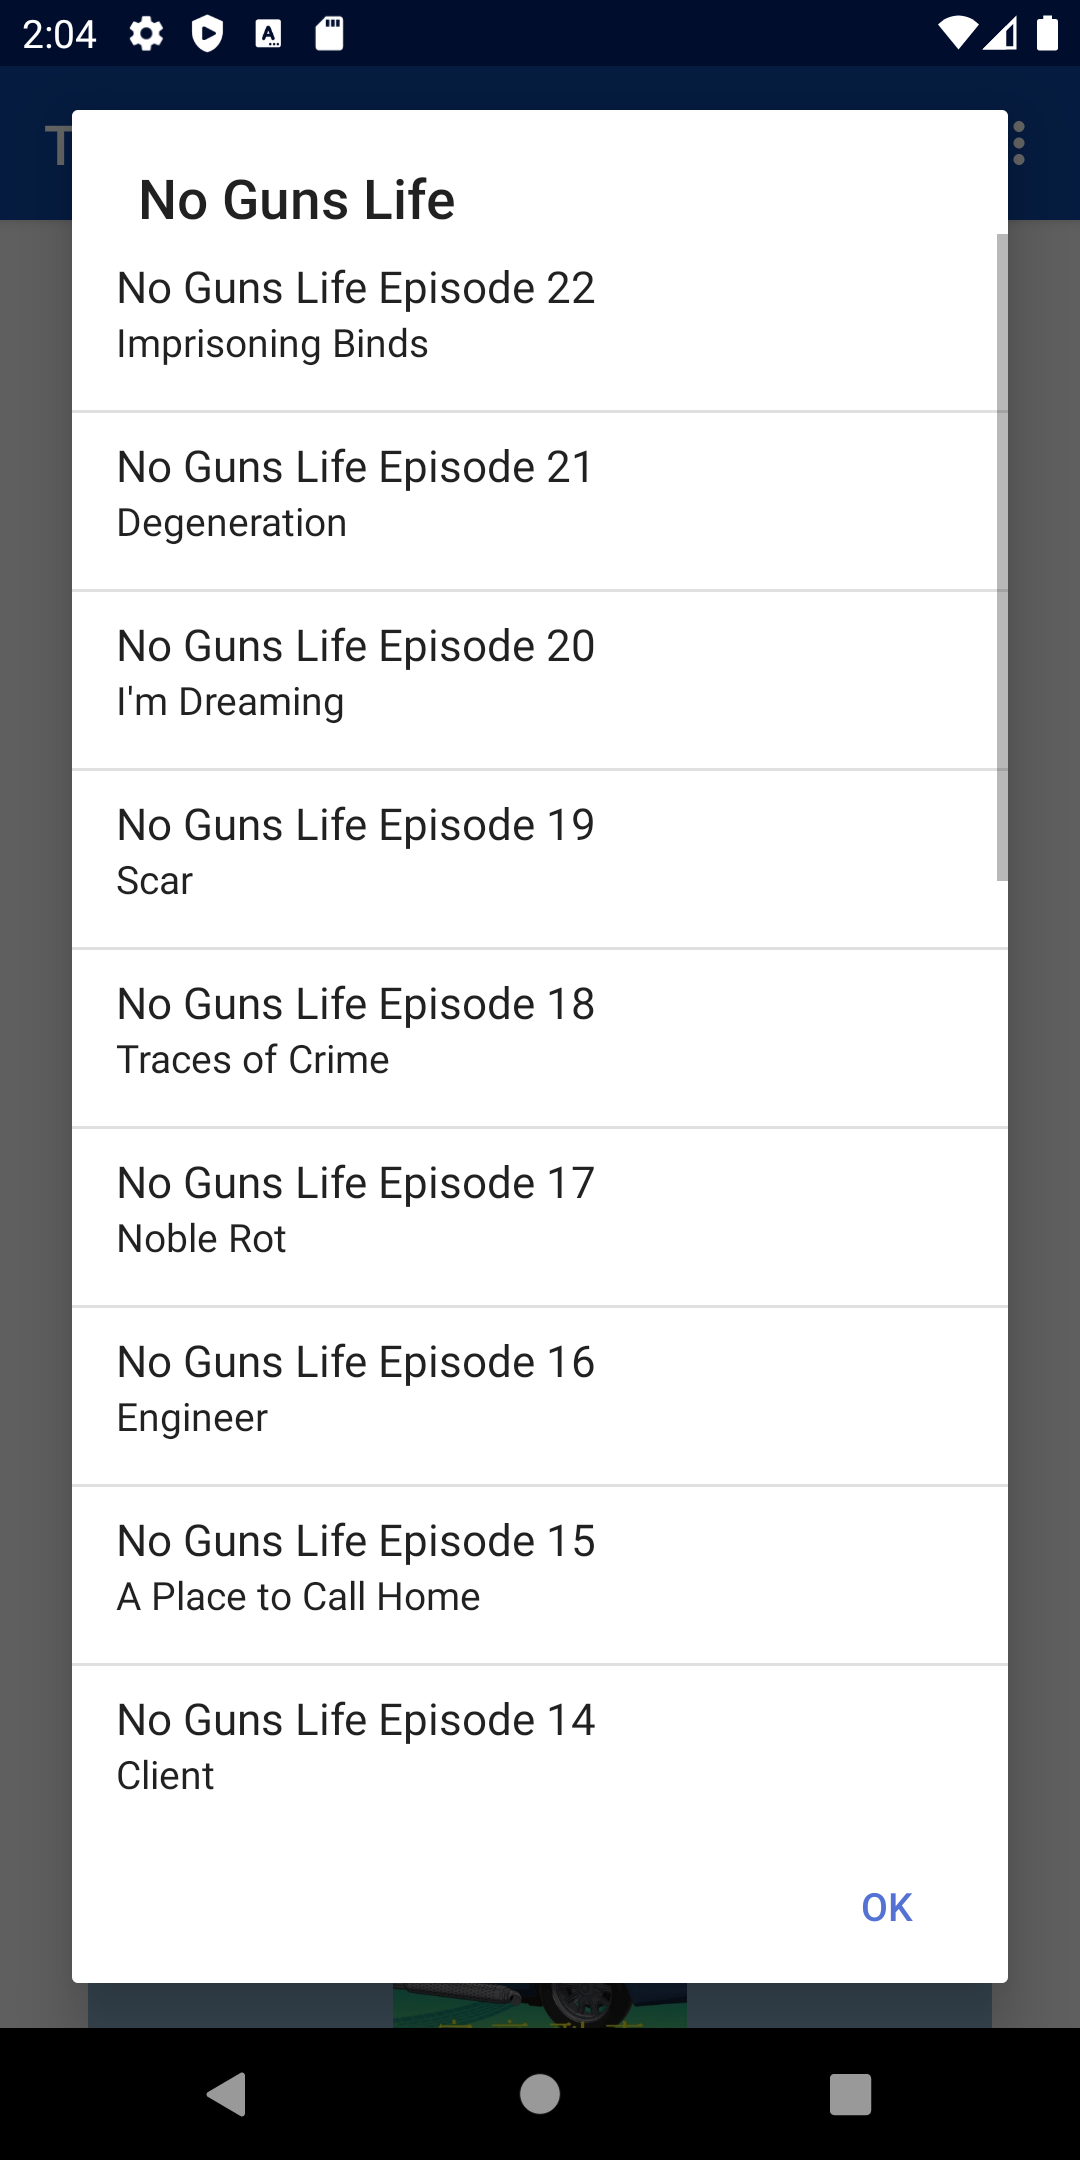 2:04
T
No Guns Life
No Guns Life Episode 22
Imprisoning Binds
No Guns Life Episode 21
Degeneration
No Guns Life Episode 20
I'm Dreaming
No Guns Life Episode 19
Scar
No Guns Life Episode 18
Traces of Crime
No Guns Life Episode 17
Noble Rot
No Guns Life Episode 16
Engineer
No Guns Life Episode 15
A Place to Call Home
No Guns Life Episode 14
Client
OK